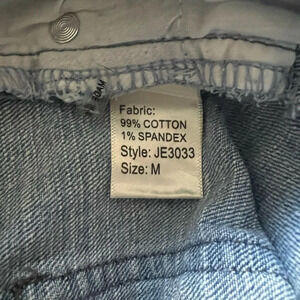 Fabric:
99% COTTON
1% SPANDEX
Style: JE3033
Size: M